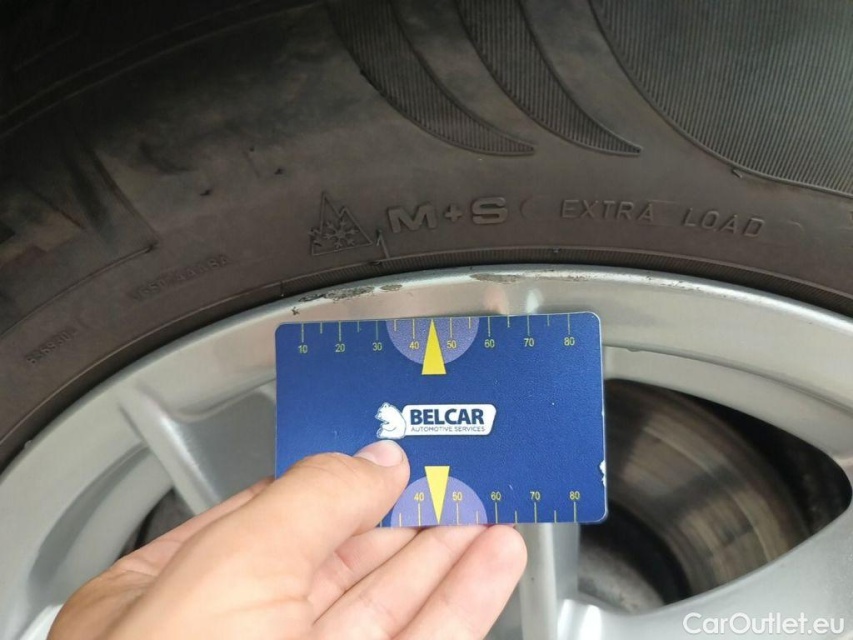 M+S EXTRA LOAD
10 20 30 40 50 60 70 80
BELCAR
AUTOMOTIVE SERVICES
40 50 60 70 80
CarOutlet.eu